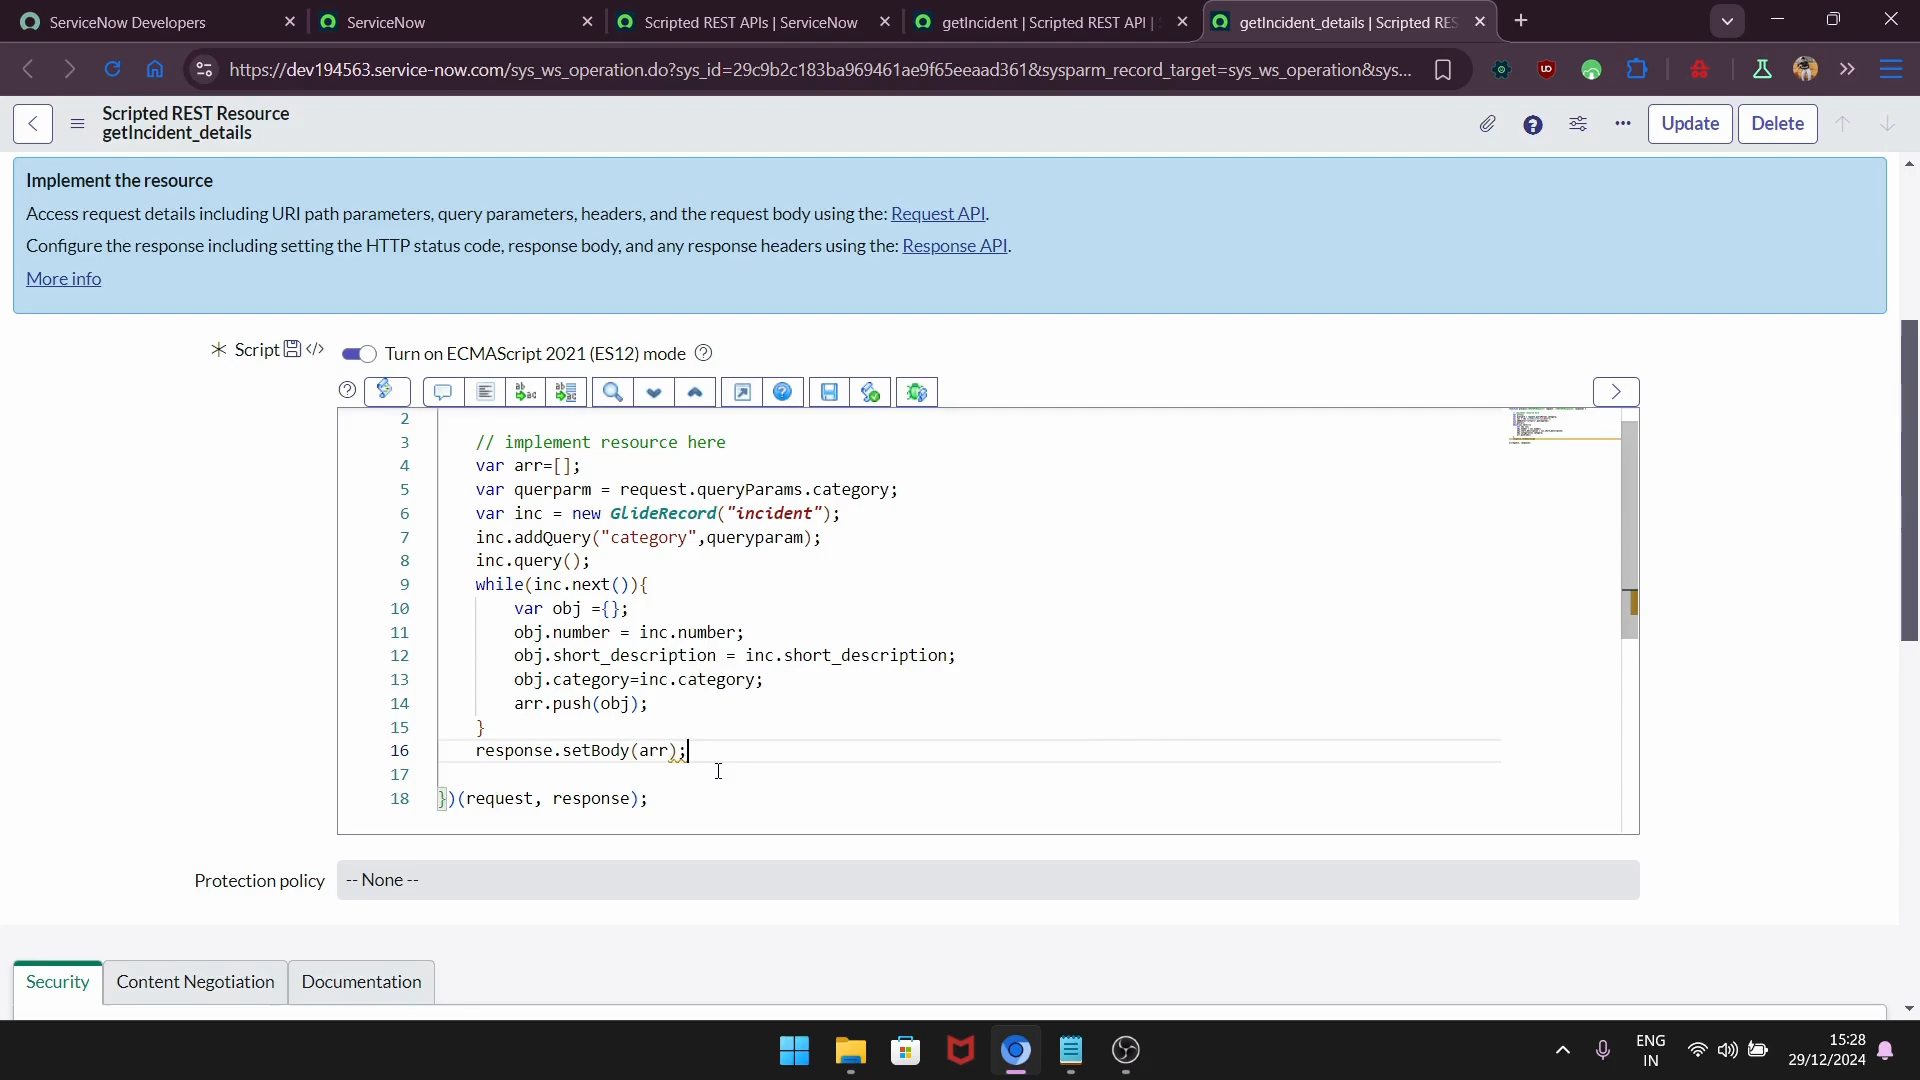 ServiceNow Developers
ServiceNow
Scripted REST APIs | ServiceNow
getIncident | Scripted REST API |
getIncident_details | Scripted RES
https://dev194563.service-now.com/sys_ws_operation.do?sys_id=29c9b2c183ba969461ae9f65eeaad361&sysparm_record_target=sys_ws_operation&sys...
Scripted REST Resource
getIncident_details
Update
Delete
Implement the resource
Access request details including URI path parameters, query parameters, headers, and the request body using the: Request API.
Configure the response including setting the HTTP status code, response body, and any response headers using the: Response API.
More info
Script
Turn on ECMAScript 2021 (ES12) mode
2
3 // implement resource here
4 var arr=[];
5 var querparm = request.queryParams.category;
6 var inc = new GlideRecord("incident");
7 inc.addQuery("category",queryparam);
8 inc.query();
9 while(inc.next()){
10 var obj ={};
11 obj.number = inc.number;
12 obj.short_description = inc.short_description;
13 obj.category=inc.category;
14 arr.push(obj);
15 }
16 response.setBody(arr);
17
18 })(request, response);
Protection policy
-- None --
Security
Content Negotiation
Documentation
ENG
IN
15:28
29/12/2024